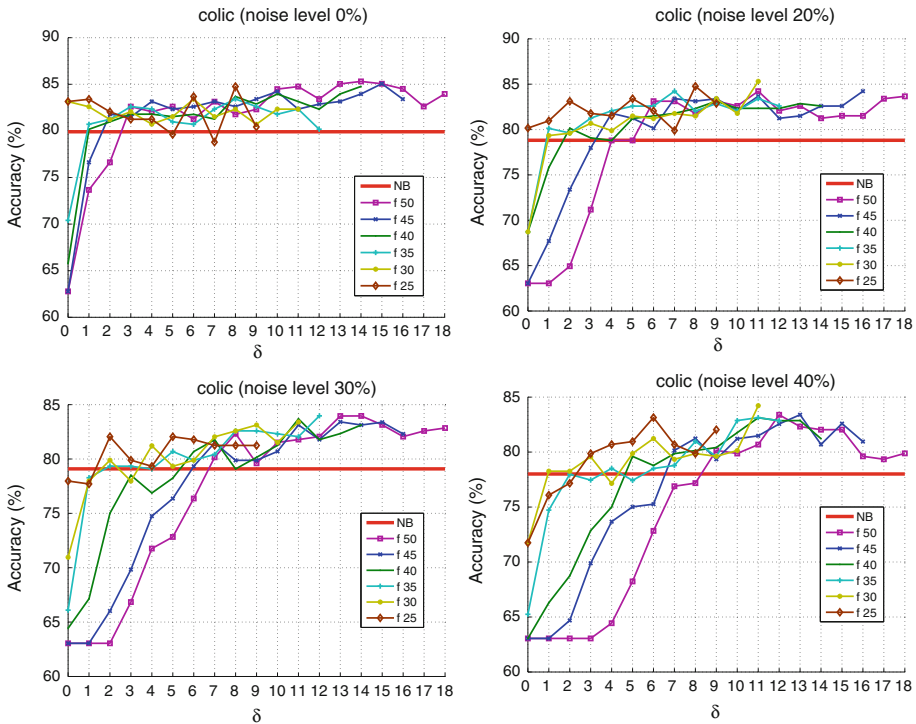 colic (noise level 0%)
Accuracy (%)
90
85
80
75
70
65
60
NB
f 50
f 45
f 40
f 35
f 30
f 25
0 1 2 3 4 5 6 7 8 9 10 11 12 13 14 15 16 17 18
δ
colic (noise level 20%)
Accuracy (%)
90
85
80
75
70
65
60
NB
f 50
f 45
f 40
f 35
f 30
f 25
0 1 2 3 4 5 6 7 8 9 10 11 12 13 14 15 16 17 18
δ
colic (noise level 30%)
Accuracy (%)
85
80
75
70
65
60
NB
f 50
f 45
f 40
f 35
f 30
f 25
0 1 2 3 4 5 6 7 8 9 10 11 12 13 14 15 16 17 18
δ
colic (noise level 40%)
Accuracy (%)
85
80
75
70
65
60
NB
f 50
f 45
f 40
f 35
f 30
f 25
0 1 2 3 4 5 6 7 8 9 10 11 12 13 14 15 16 17 18
δ